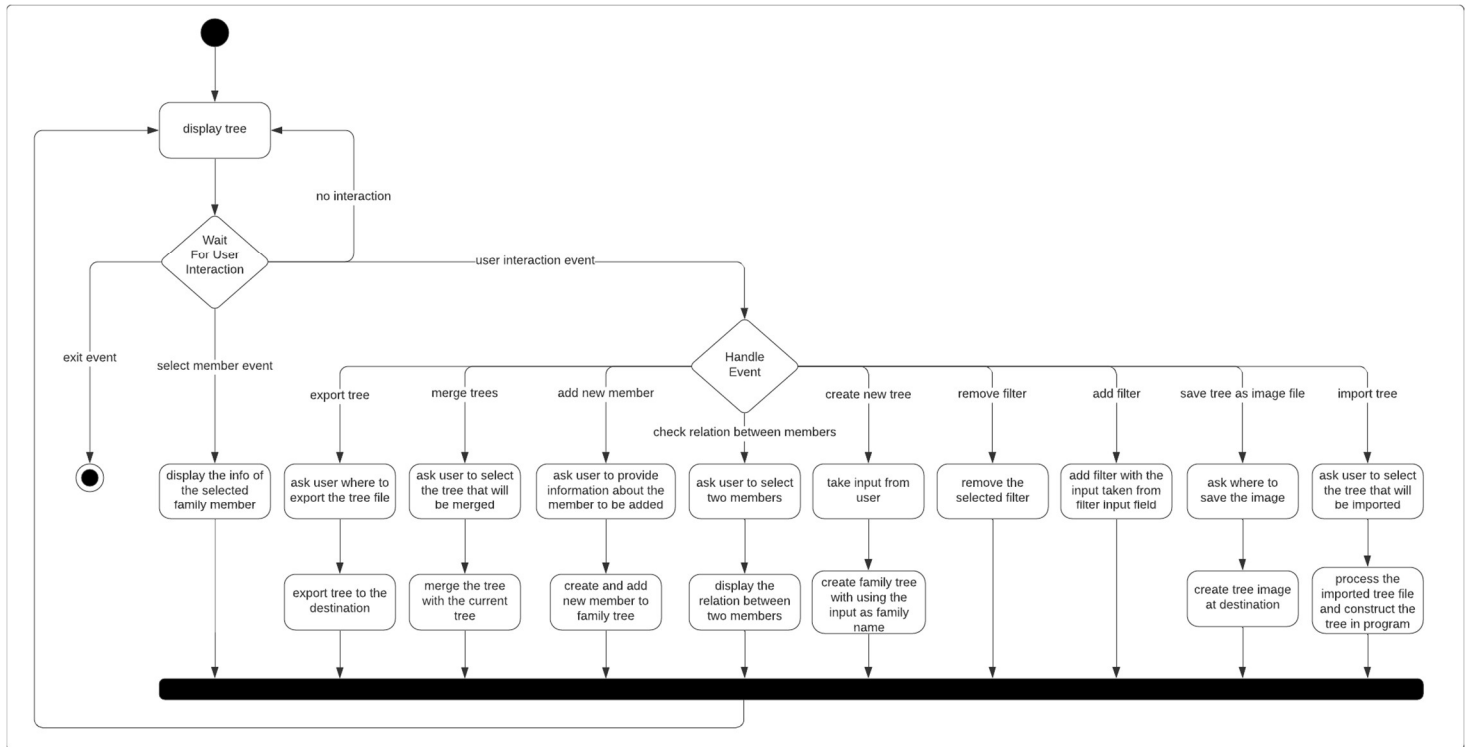 display tree
no interaction
Wait
For User
Interaction
user interaction event
exit event
select member event
Handle
Event
export tree
merge trees
add new member
check relation between members
create new tree
remove filter
add filter
save tree as image file
import tree
display the info of
the selected
family member
ask user where to
export the tree file
ask user to select
the tree that will
be merged
ask user to provide
information about the
member to be added
ask user to select
two members
take input from
user
remove the
selected filter
add filter with the
input taken from
filter input field
ask where to
save the image
ask user to select
the tree that will
be imported
export tree to the
destination
merge the tree
with the current
tree
create and add
new member to
family tree
display the
relation between
two members
create family tree
with using the
input as family
name
create tree image
at destination
process the
imported tree file
and construct the
tree in program